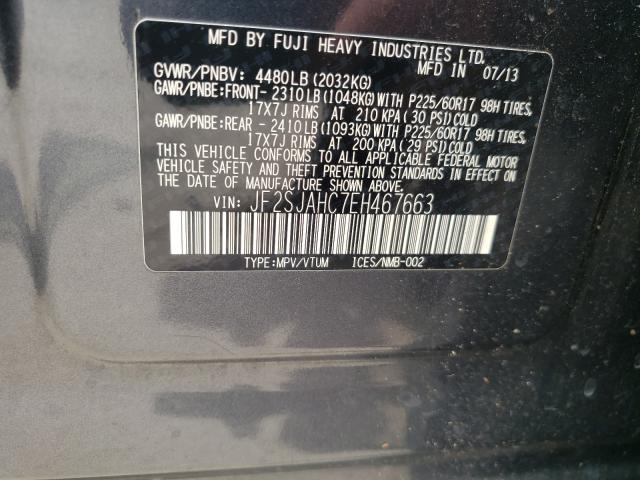 MFD BY FUJI HEAVY INDUSTRIES LTD.
MFD IN 07/13
GVWR/PNBV: 4480LB(2032KG)
GAWR/PNBE:FRONT- 2310LB(1048KG)WITH P225/60R17 98H TIRES,
17X7J RIMS AT 210 KPA(30 PSI)COLD
GAWR/PNBE:REAR - 2410LB(1093KG)WITH P225/60R17 98H TIRES,
17X7J RIMS AT 200 KPA(29 PSI)COLD
THIS VEHICLE CONFORMS TO ALL APPLICABLE FEDERAL MOTOR
VEHICLE SAFETY AND THEFT PREVENTION STANDARDS IN EFFECT
ON THE DATE OF MANUFACTURE SHOWN ABOVE.
VIN: JF2SJAHC7EH467663
TYPE:MPV/VTUM ICES/NMB-002